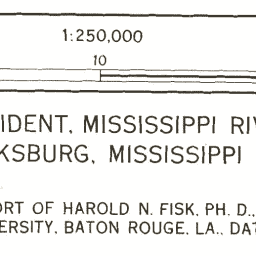 1:250,000
10
IDENT, MISSISSIPPI RIV
KSBURG, MISSISSIPPI
ORT OF HAROLD N. FISK, PH. D.,
ERSITY, BATON ROUGE, LA., DAT